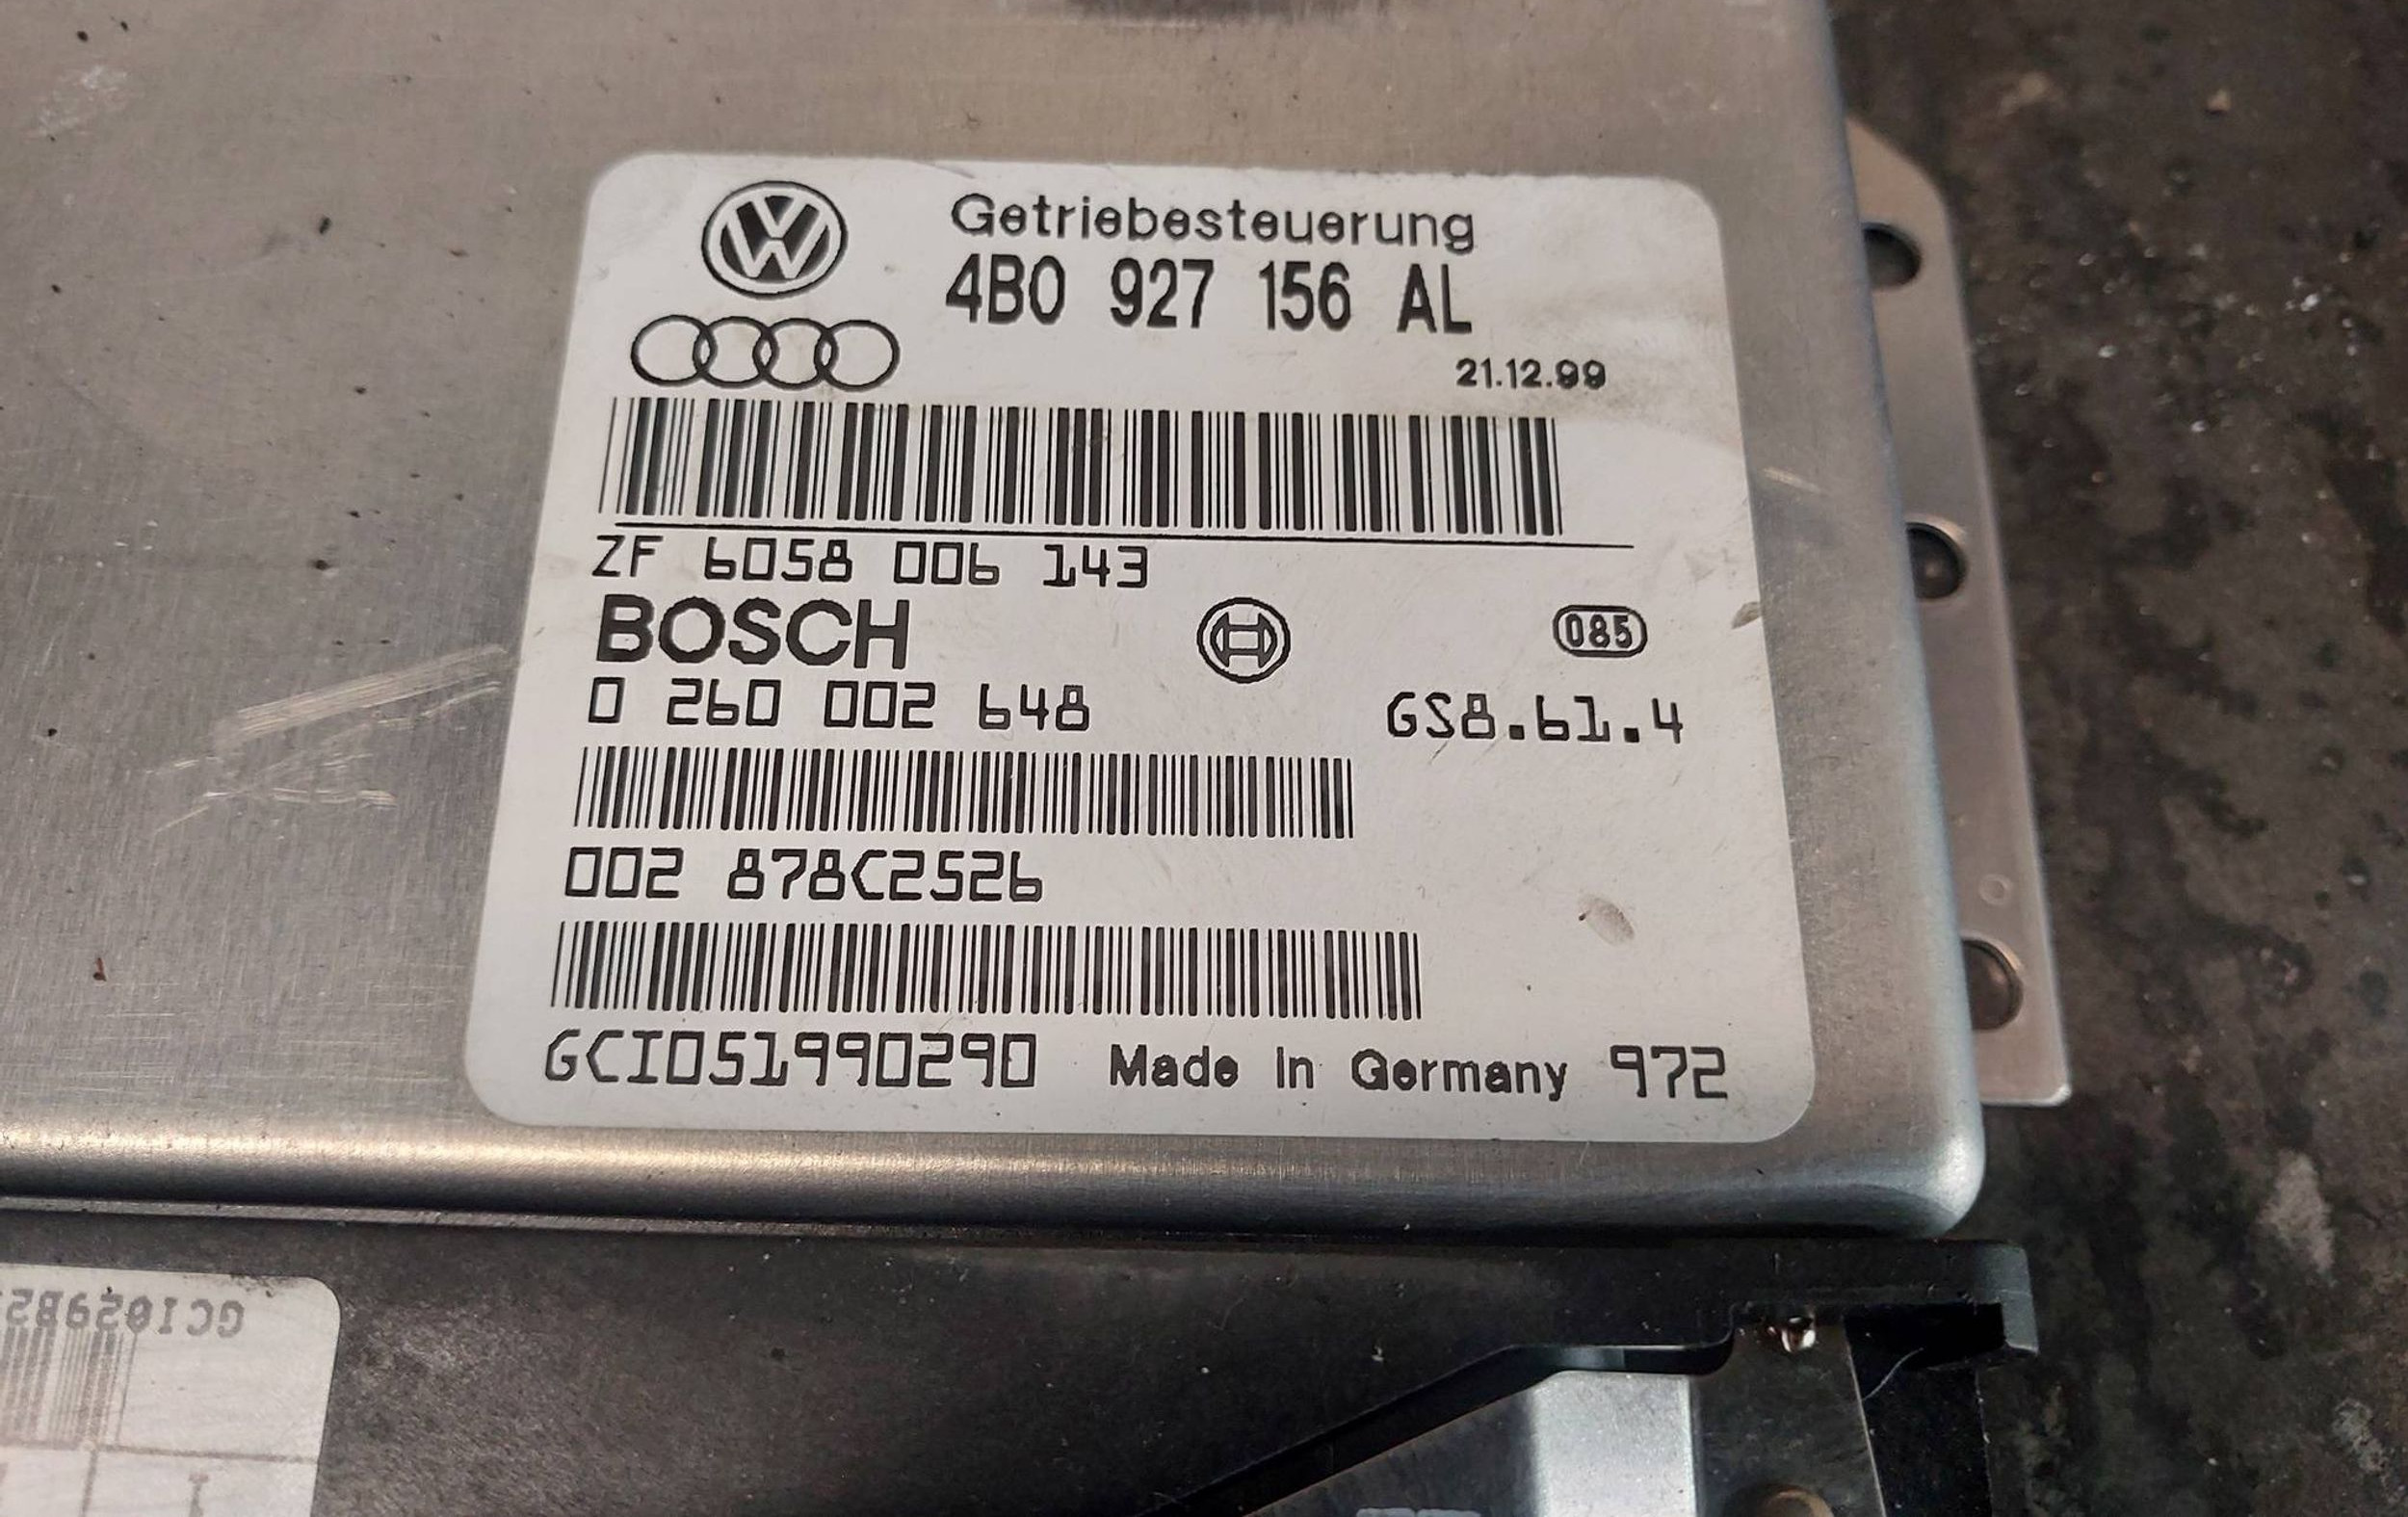 Getriebesteuerung
4B0 927 156 AL
21.12.99
ZF 6058 006 143
BOSCH
085
0 260 002 648
GS8.61.4
002 878C2526
GCI051990290 Made in Germany 972